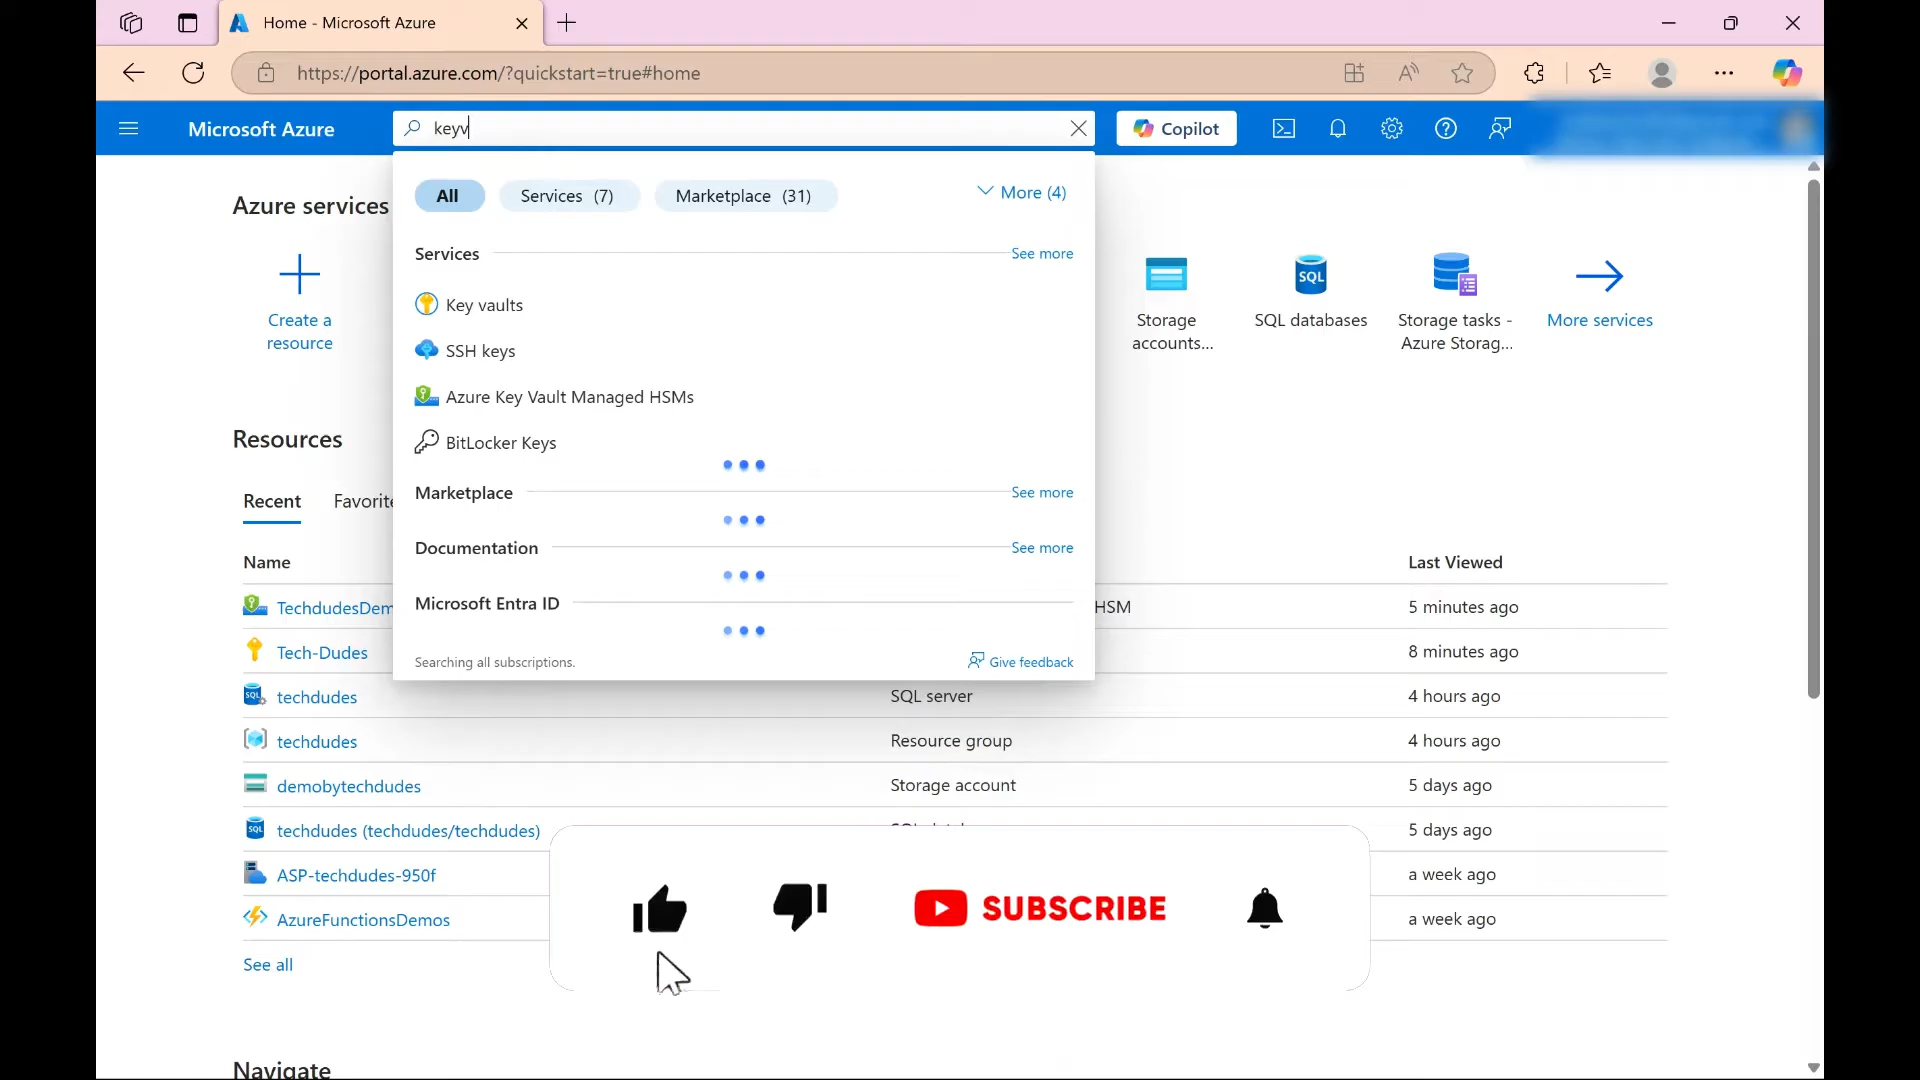 Home - Microsoft Azure
https://portal.azure.com/?quickstart=true#home
Microsoft Azure
keyv
Copilot
All
Services (7)
Marketplace (31)
More (4)
Azure services
Services
See more
Key vaults
SSH keys
Azure Key Vault Managed HSMs
BitLocker Keys
Marketplace
See more
Documentation
See more
Microsoft Entra ID
Searching all subscriptions.
Give feedback
Create a
resource
Storage
accounts...
SQL databases
Storage tasks -
Azure Storag...
More services
Resources
Recent
Favorite
Name
Last Viewed
TechdudesDem
HSM
5 minutes ago
Tech-Dudes
8 minutes ago
techdudes
SQL server
4 hours ago
techdudes
Resource group
4 hours ago
demobytechdudes
Storage account
5 days ago
techdudes (techdudes/techdudes)
5 days ago
ASP-techdudes-950f
a week ago
AzureFunctionsDemos
a week ago
See all
SUBSCRIBE
Navigate